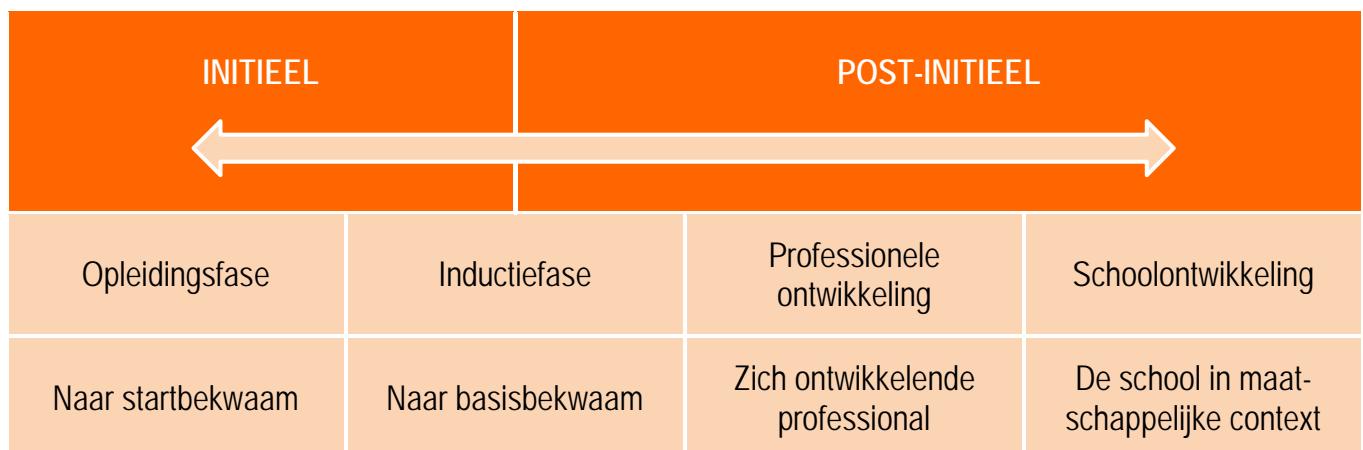 INITIEEL
POST-INITIEEL
Opleidingsfase
Inductiefase
Professionele
ontwikkeling
Schoolontwikkeling
Naar startbekwaam
Naar basisbekwaam
Zich ontwikkelende
professional
De school in maat-
schappelijke context